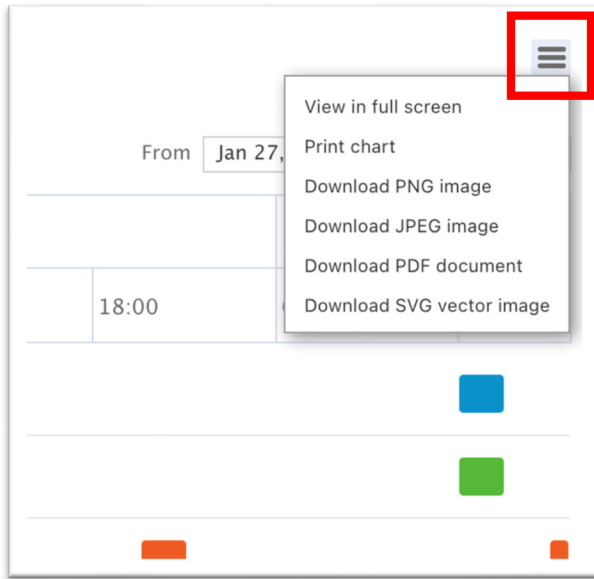 View in full screen
From Jan 27,
Print chart
Download PNG image
Download JPEG image
Download PDF document
18:00
Download SVG vector image